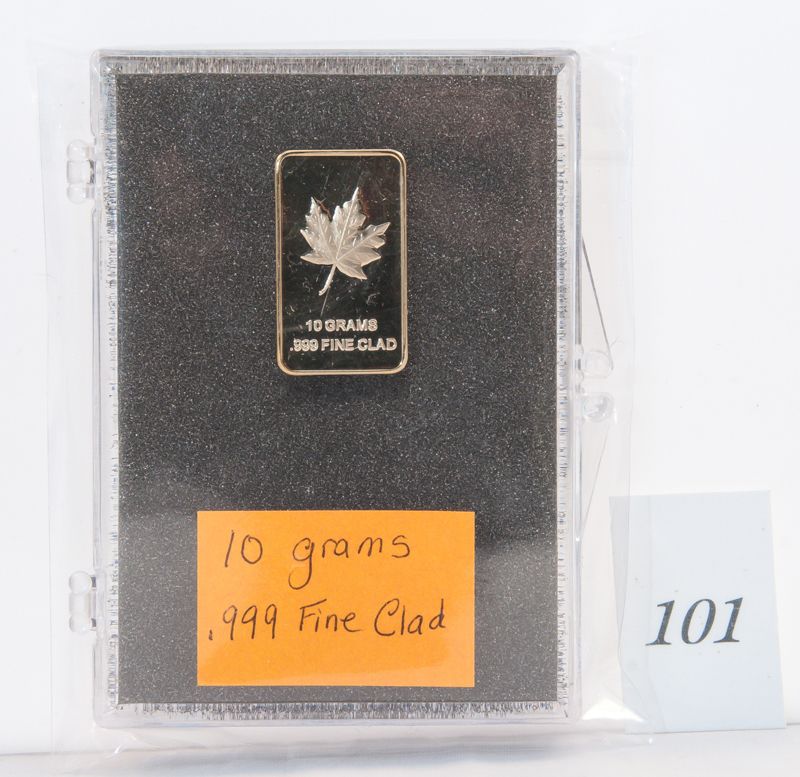 10 GRAMS
.999 FINE CLAD
10 grams
.999 Fine Clad
101